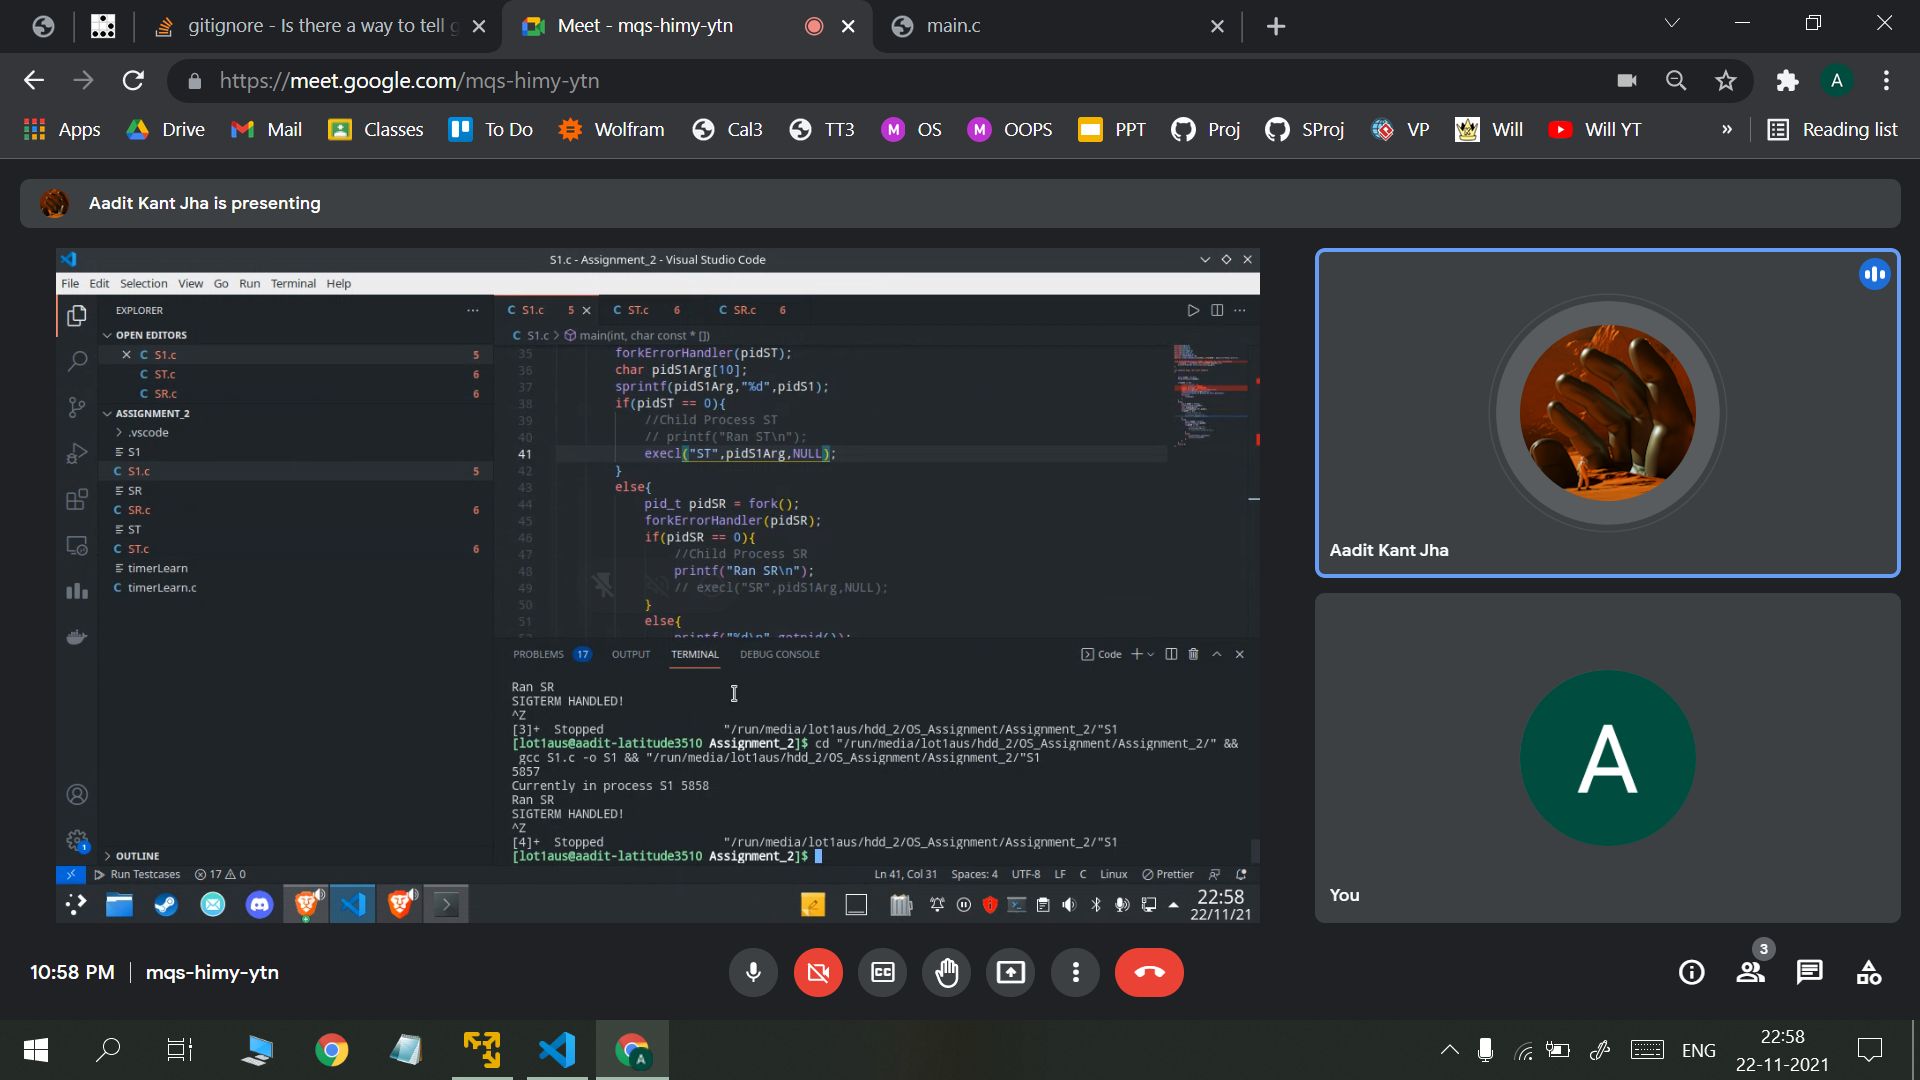 gitignore - Is there a way to tell g
Meet - mqs-himy-ytn
main.c
https://meet.google.com/mqs-himy-ytn
A
Apps
Drive
Mail
Classes
To Do
Wolfram
Cal3
TT3
M OS
M OOPS
PPT
Proj
SProj
VP
Will
Will YT
»
Reading list
Aadit Kant Jha is presenting
S1.c - Assignment_2 - Visual Studio Code
File Edit Selection View Go Run Terminal Help
EXPLORER
OPEN EDITORS
C S1.c 5
C ST.c 6
C SR.c 6
ASSIGNMENT_2
.vscode
S1
C S1.c 5
SR
C SR.c 6
ST
C ST.c 6
timerLearn
C timerLearn.c
OUTLINE
C S1.c 5
C ST.c 6
C SR.c 6
C S1.c > main(int, char const * [])
35 forkErrorHandler(pidST);
36 char pidS1Arg[10];
37 sprintf(pidS1Arg,"%d",pidS1);
38 if(pidST == 0){
39 //Child Process ST
40 // printf("Ran ST\n");
41 execl("ST",pidS1Arg,NULL);
42 }
43 else{
44 pid_t pidSR = fork();
45 forkErrorHandler(pidSR);
46 if(pidSR == 0){
47 //Child Process SR
48 printf("Ran SR\n");
49 // execl("SR",pidS1Arg,NULL);
50 }
51 else{
52 printf("%d\n",getpid());
PROBLEMS 17 OUTPUT TERMINAL DEBUG CONSOLE
Code
Ran SR
SIGTERM HANDLED!
^Z
[3]+ Stopped "/run/media/lot1aus/hdd_2/OS_Assignment/Assignment_2/"S1
[lot1aus@aadit-latitude3510 Assignment_2]$ cd "/run/media/lot1aus/hdd_2/OS_Assignment/Assignment_2/" &&
gcc S1.c -o S1 && "/run/media/lot1aus/hdd_2/OS_Assignment/Assignment_2/"S1
5857
Currently in process S1 5858
Ran SR
SIGTERM HANDLED!
^Z
[4]+ Stopped "/run/media/lot1aus/hdd_2/OS_Assignment/Assignment_2/"S1
[lot1aus@aadit-latitude3510 Assignment_2]$
1
Run Testcases 17 0
Ln 41, Col 31 Spaces: 4 UTF-8 LF C Linux Prettier
22:58
22/11/21
Aadit Kant Jha
A
You
10:58 PM | mqs-himy-ytn
CC
3
A
ENG
22:58
22-11-2021